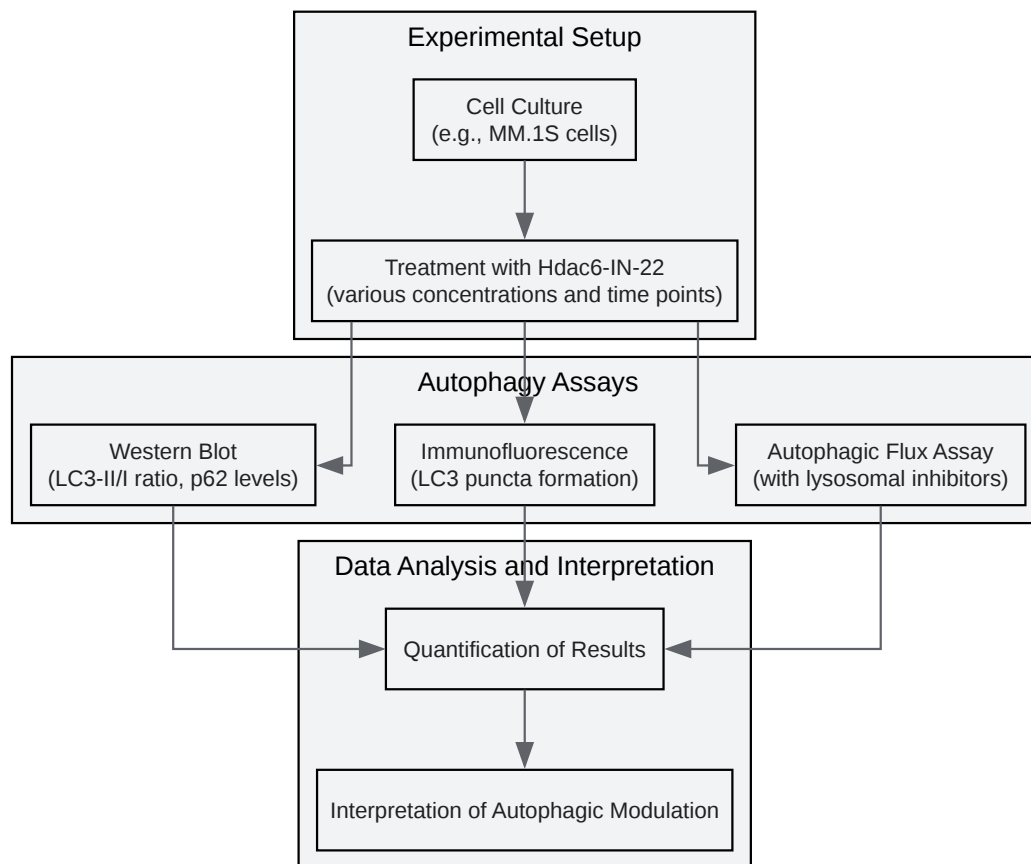 Experimental Setup
Cell Culture
(e.g., MM.1S cells)
Treatment with Hdac6-IN-22
(various concentrations and time points)
Autophagy Assays
Western Blot
(LC3-II/I ratio, p62 levels)
Immunofluorescence
(LC3 puncta formation)
Autophagic Flux Assay
(with lysosomal inhibitors)
Data Analysis and Interpretation
Quantification of Results
Interpretation of Autophagic Modulation